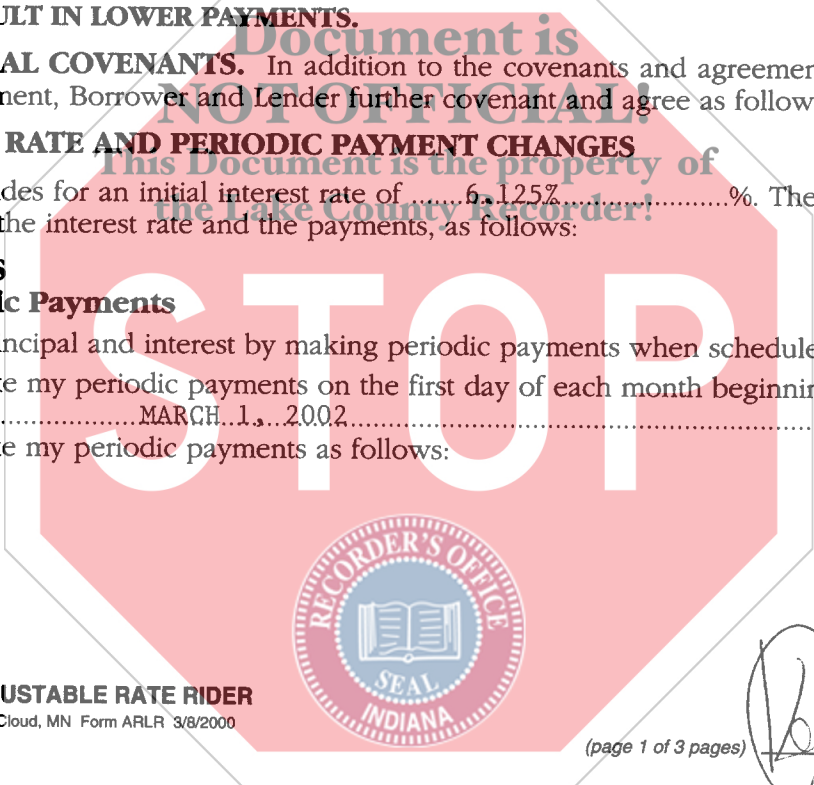 ULT IN LOWER PAYMENTS.
Document is
AL COVENANTS. In addition to the covenants and agreemen
NOT OFFICIAL!
ment, Borrower and Lender further covenant and agree as follow
RATE AND PERIODIC PAYMENT CHANGES
This Document is the property of
des for an initial interest rate of ......6.125%......................%. The
the Lake County Recorder!
the interest rate and the payments, as follows:
S
ic Payments
STOP
incipal and interest by making periodic payments when schedule
ke my periodic payments on the first day of each month beginnin
....................MARCH 1, 2002....................
ke my periodic payments as follows:
RECORDER'S OFFICE
SEAL
INDIANA
USTABLE RATE RIDER
Cloud, MN Form ARLR 3/8/2000
(page 1 of 3 pages)